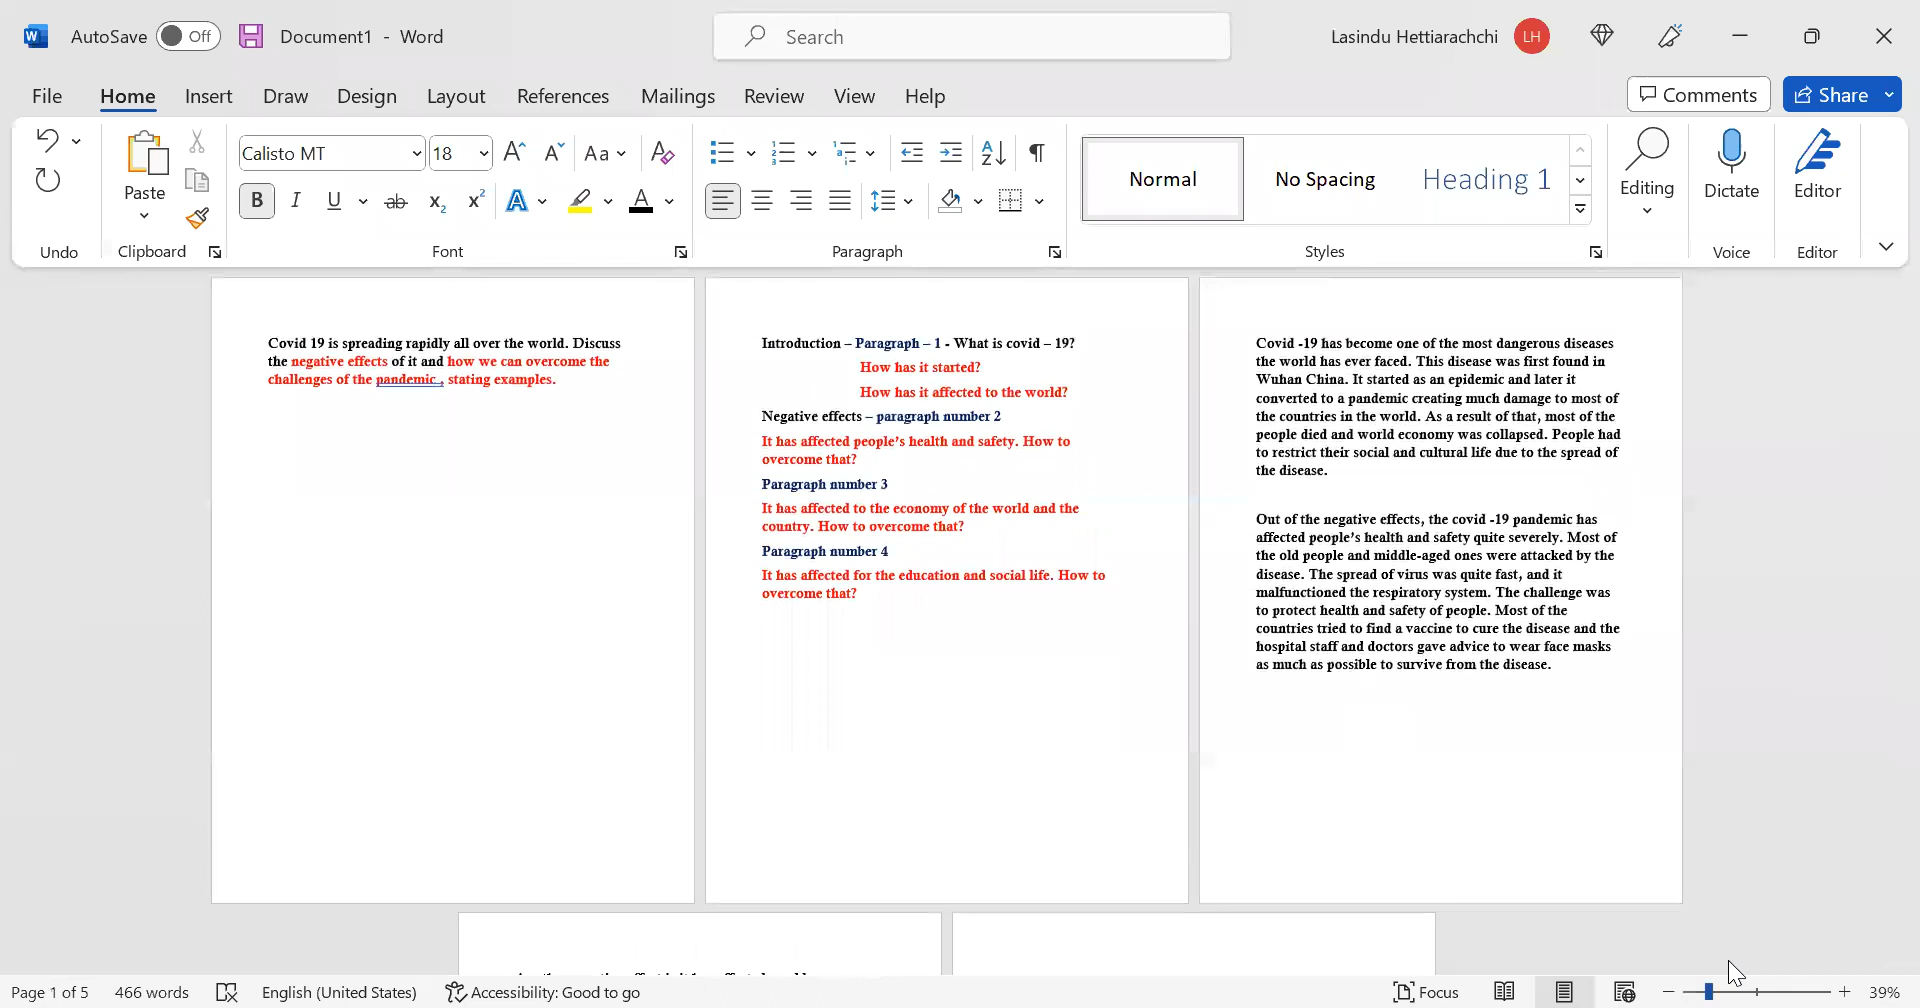 AutoSave Off Document1 - Word Search Lasindu Hettiarachchi LH
File Home Insert Draw Design Layout References Mailings Review View Help Comments Share
Calisto MT 18 Aa
Paste Normal No Spacing Heading 1 Editing Dictate Editor
Undo Clipboard Font Paragraph Styles Voice Editor
Covid 19 is spreading rapidly all over the world. Discuss
the negative effects of it and how we can overcome the
challenges of the pandemic , stating examples.
Introduction – Paragraph – 1 - What is covid – 19?
How has it started?
How has it affected to the world?
Negative effects – paragraph number 2
It has affected people's health and safety. How to
overcome that?
Paragraph number 3
It has affected to the economy of the world and the
country. How to overcome that?
Paragraph number 4
It has affected for the education and social life. How to
overcome that?
Covid -19 has become one of the most dangerous diseases
the world has ever faced. This disease was first found in
Wuhan China. It started as an epidemic and later it
converted to a pandemic creating much damage to most of
the countries in the world. As a result of that, most of the
people died and world economy was collapsed. People had
to restrict their social and cultural life due to the spread of
the disease.
Out of the negative effects, the covid -19 pandemic has
affected people's health and safety quite severely. Most of
the old people and middle-aged ones were attacked by the
disease. The spread of virus was quite fast, and it
malfunctioned the respiratory system. The challenge was
to protect health and safety of people. Most of the
countries tried to find a vaccine to cure the disease and the
hospital staff and doctors gave advice to wear face masks
as much as possible to survive from the disease.
Page 1 of 5 466 words English (United States) Accessibility: Good to go Focus 39%